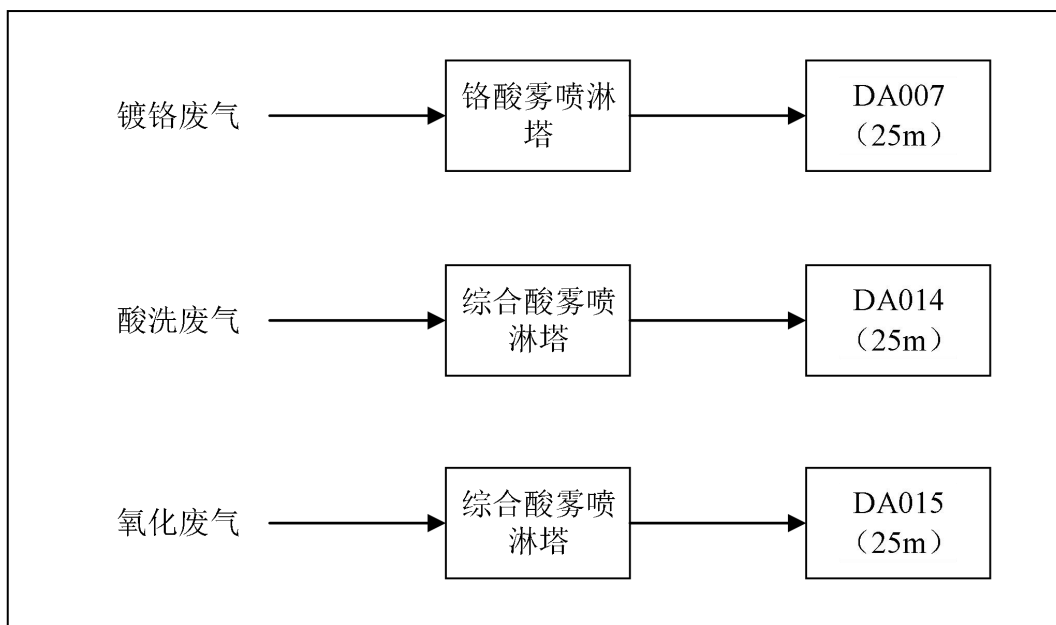 镀铬废气
铬酸雾喷淋
塔
DA007
（25m）
酸洗废气
综合酸雾喷
淋塔
DA014
（25m）
氧化废气
综合酸雾喷
淋塔
DA015
（25m）